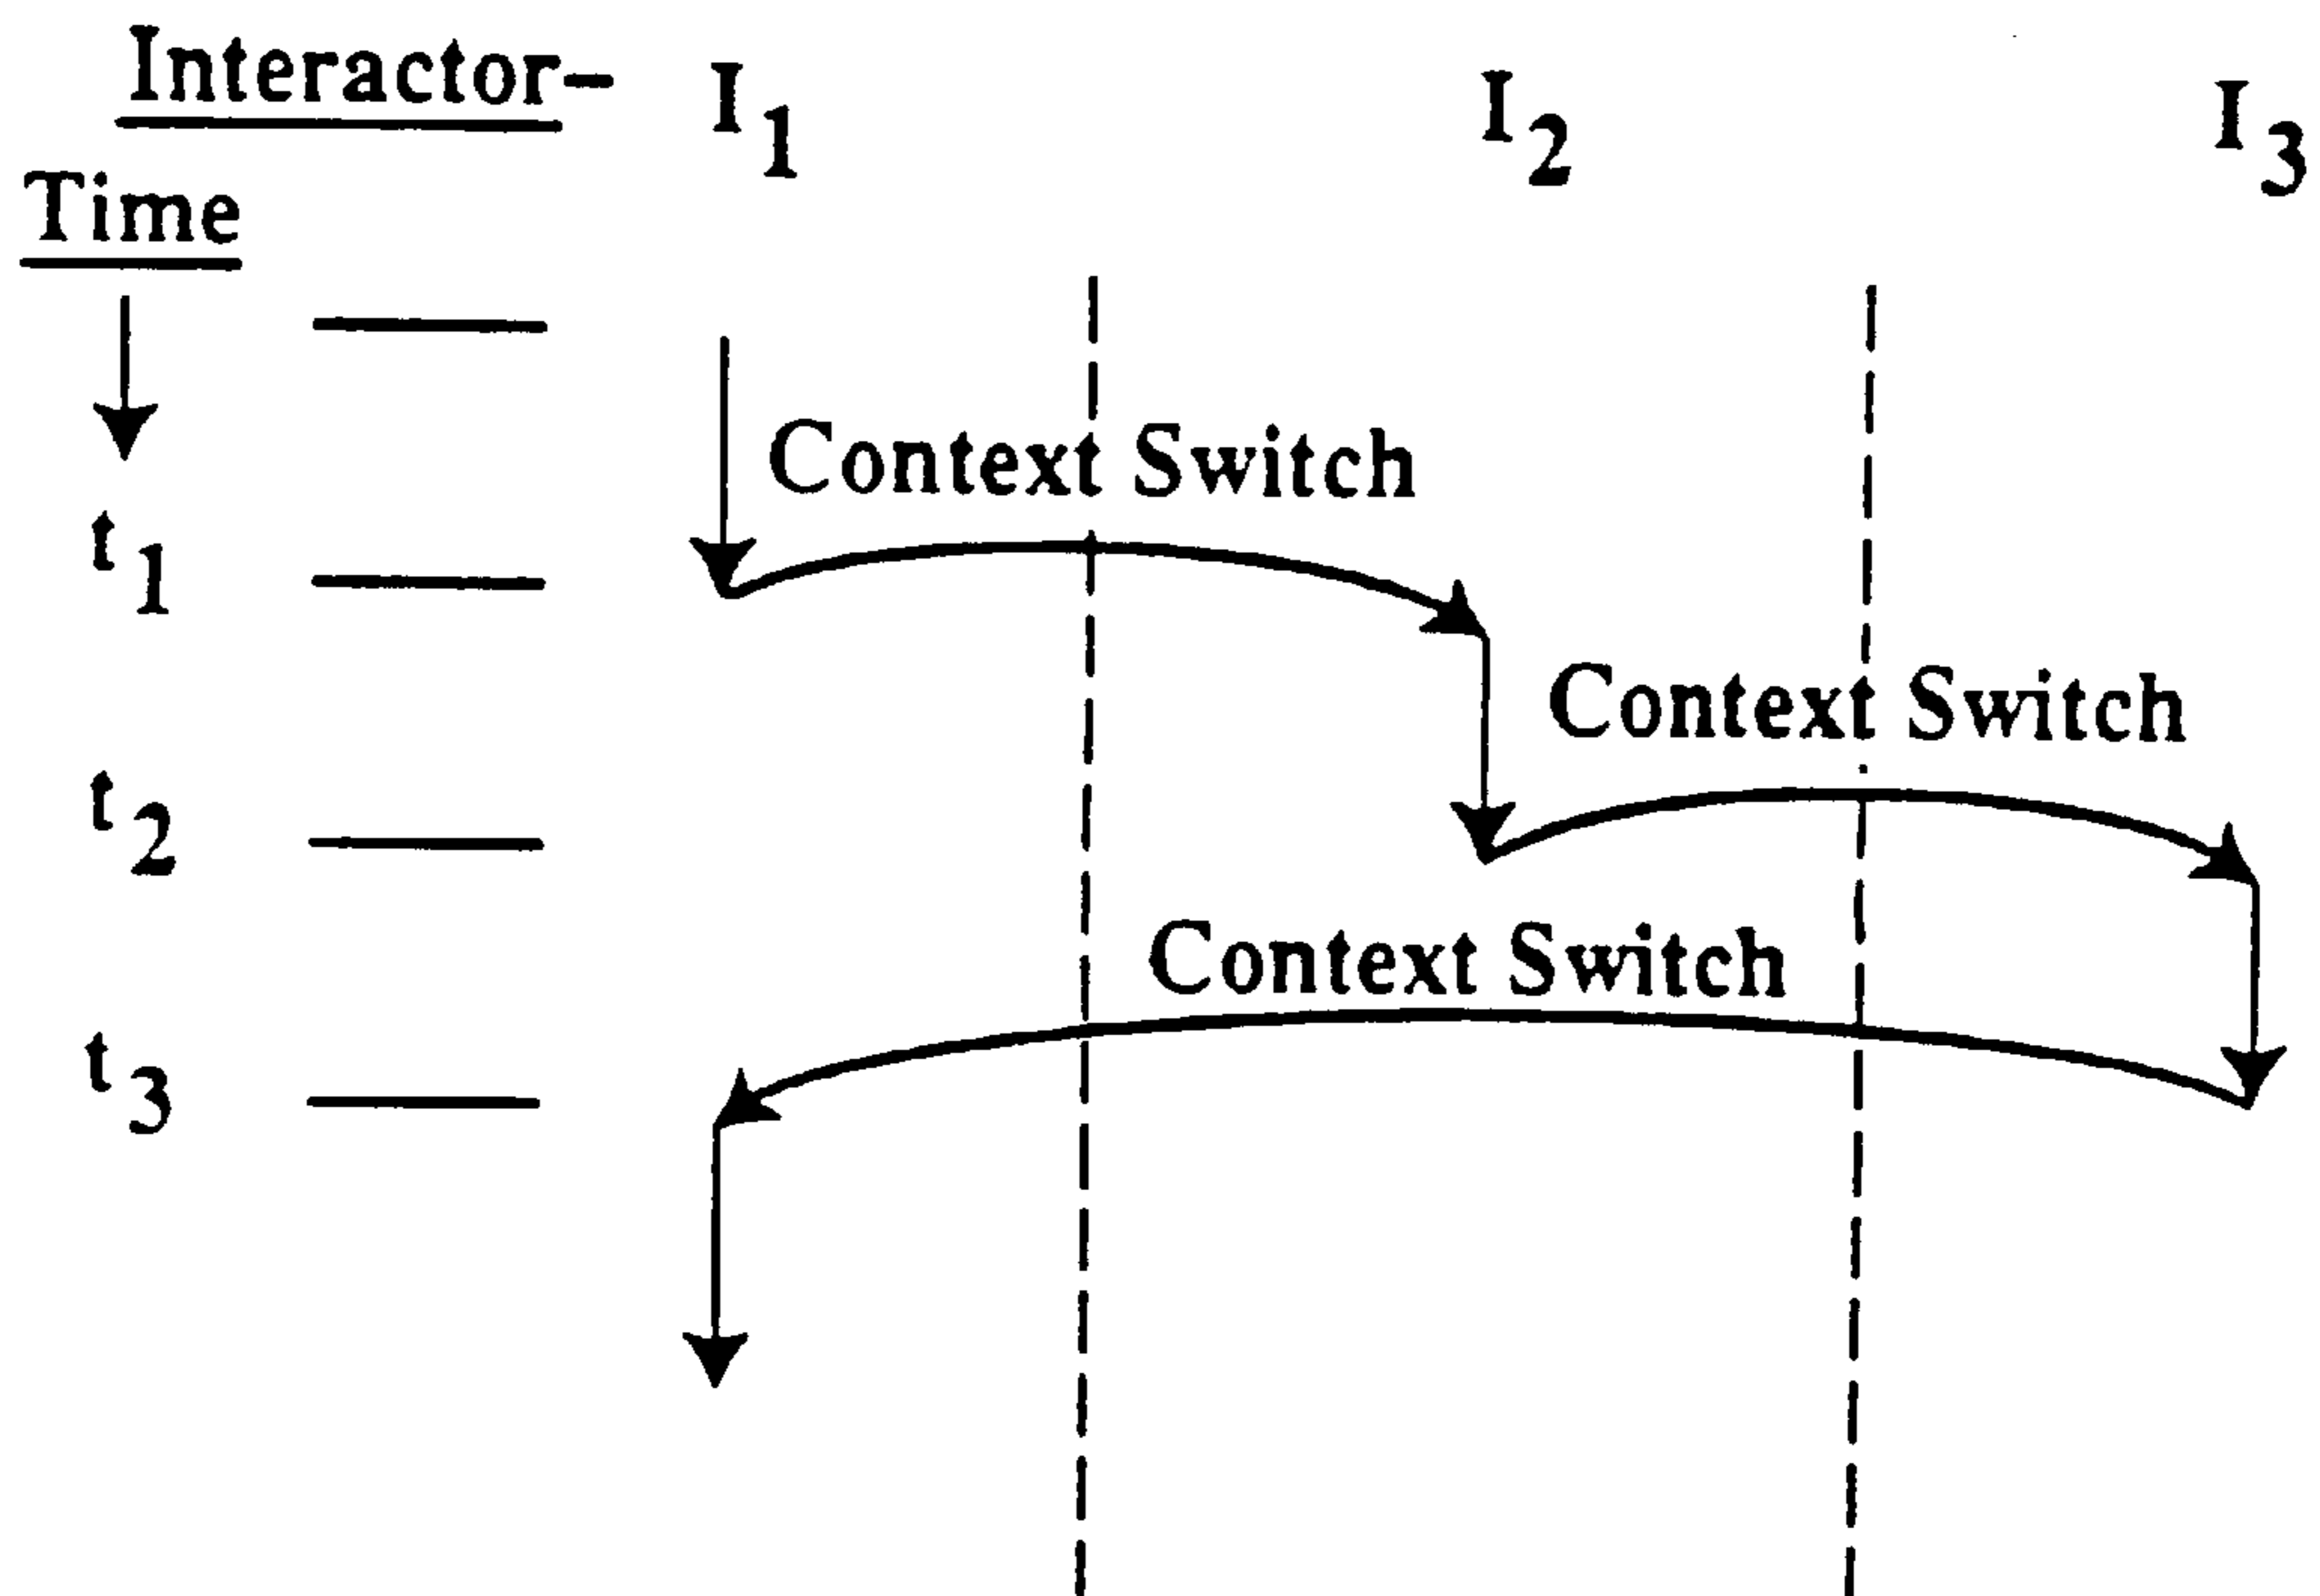 Interactor- I1 I2 I3
Time
Context Switch
t1
Context Switch
t2
Context Switch
t3